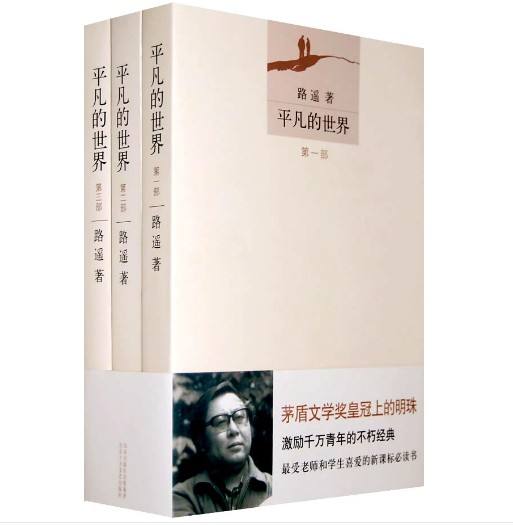 平凡的世界
第三部
路遥 著
平凡的世界
第二部
路遥 著
平凡的世界
第一部
路遥 著
路遥 著
平凡的世界
第一部
茅盾文学奖皇冠上的明珠
激励千万青年的不朽经典
最受老师和学生喜爱的新课标必读书